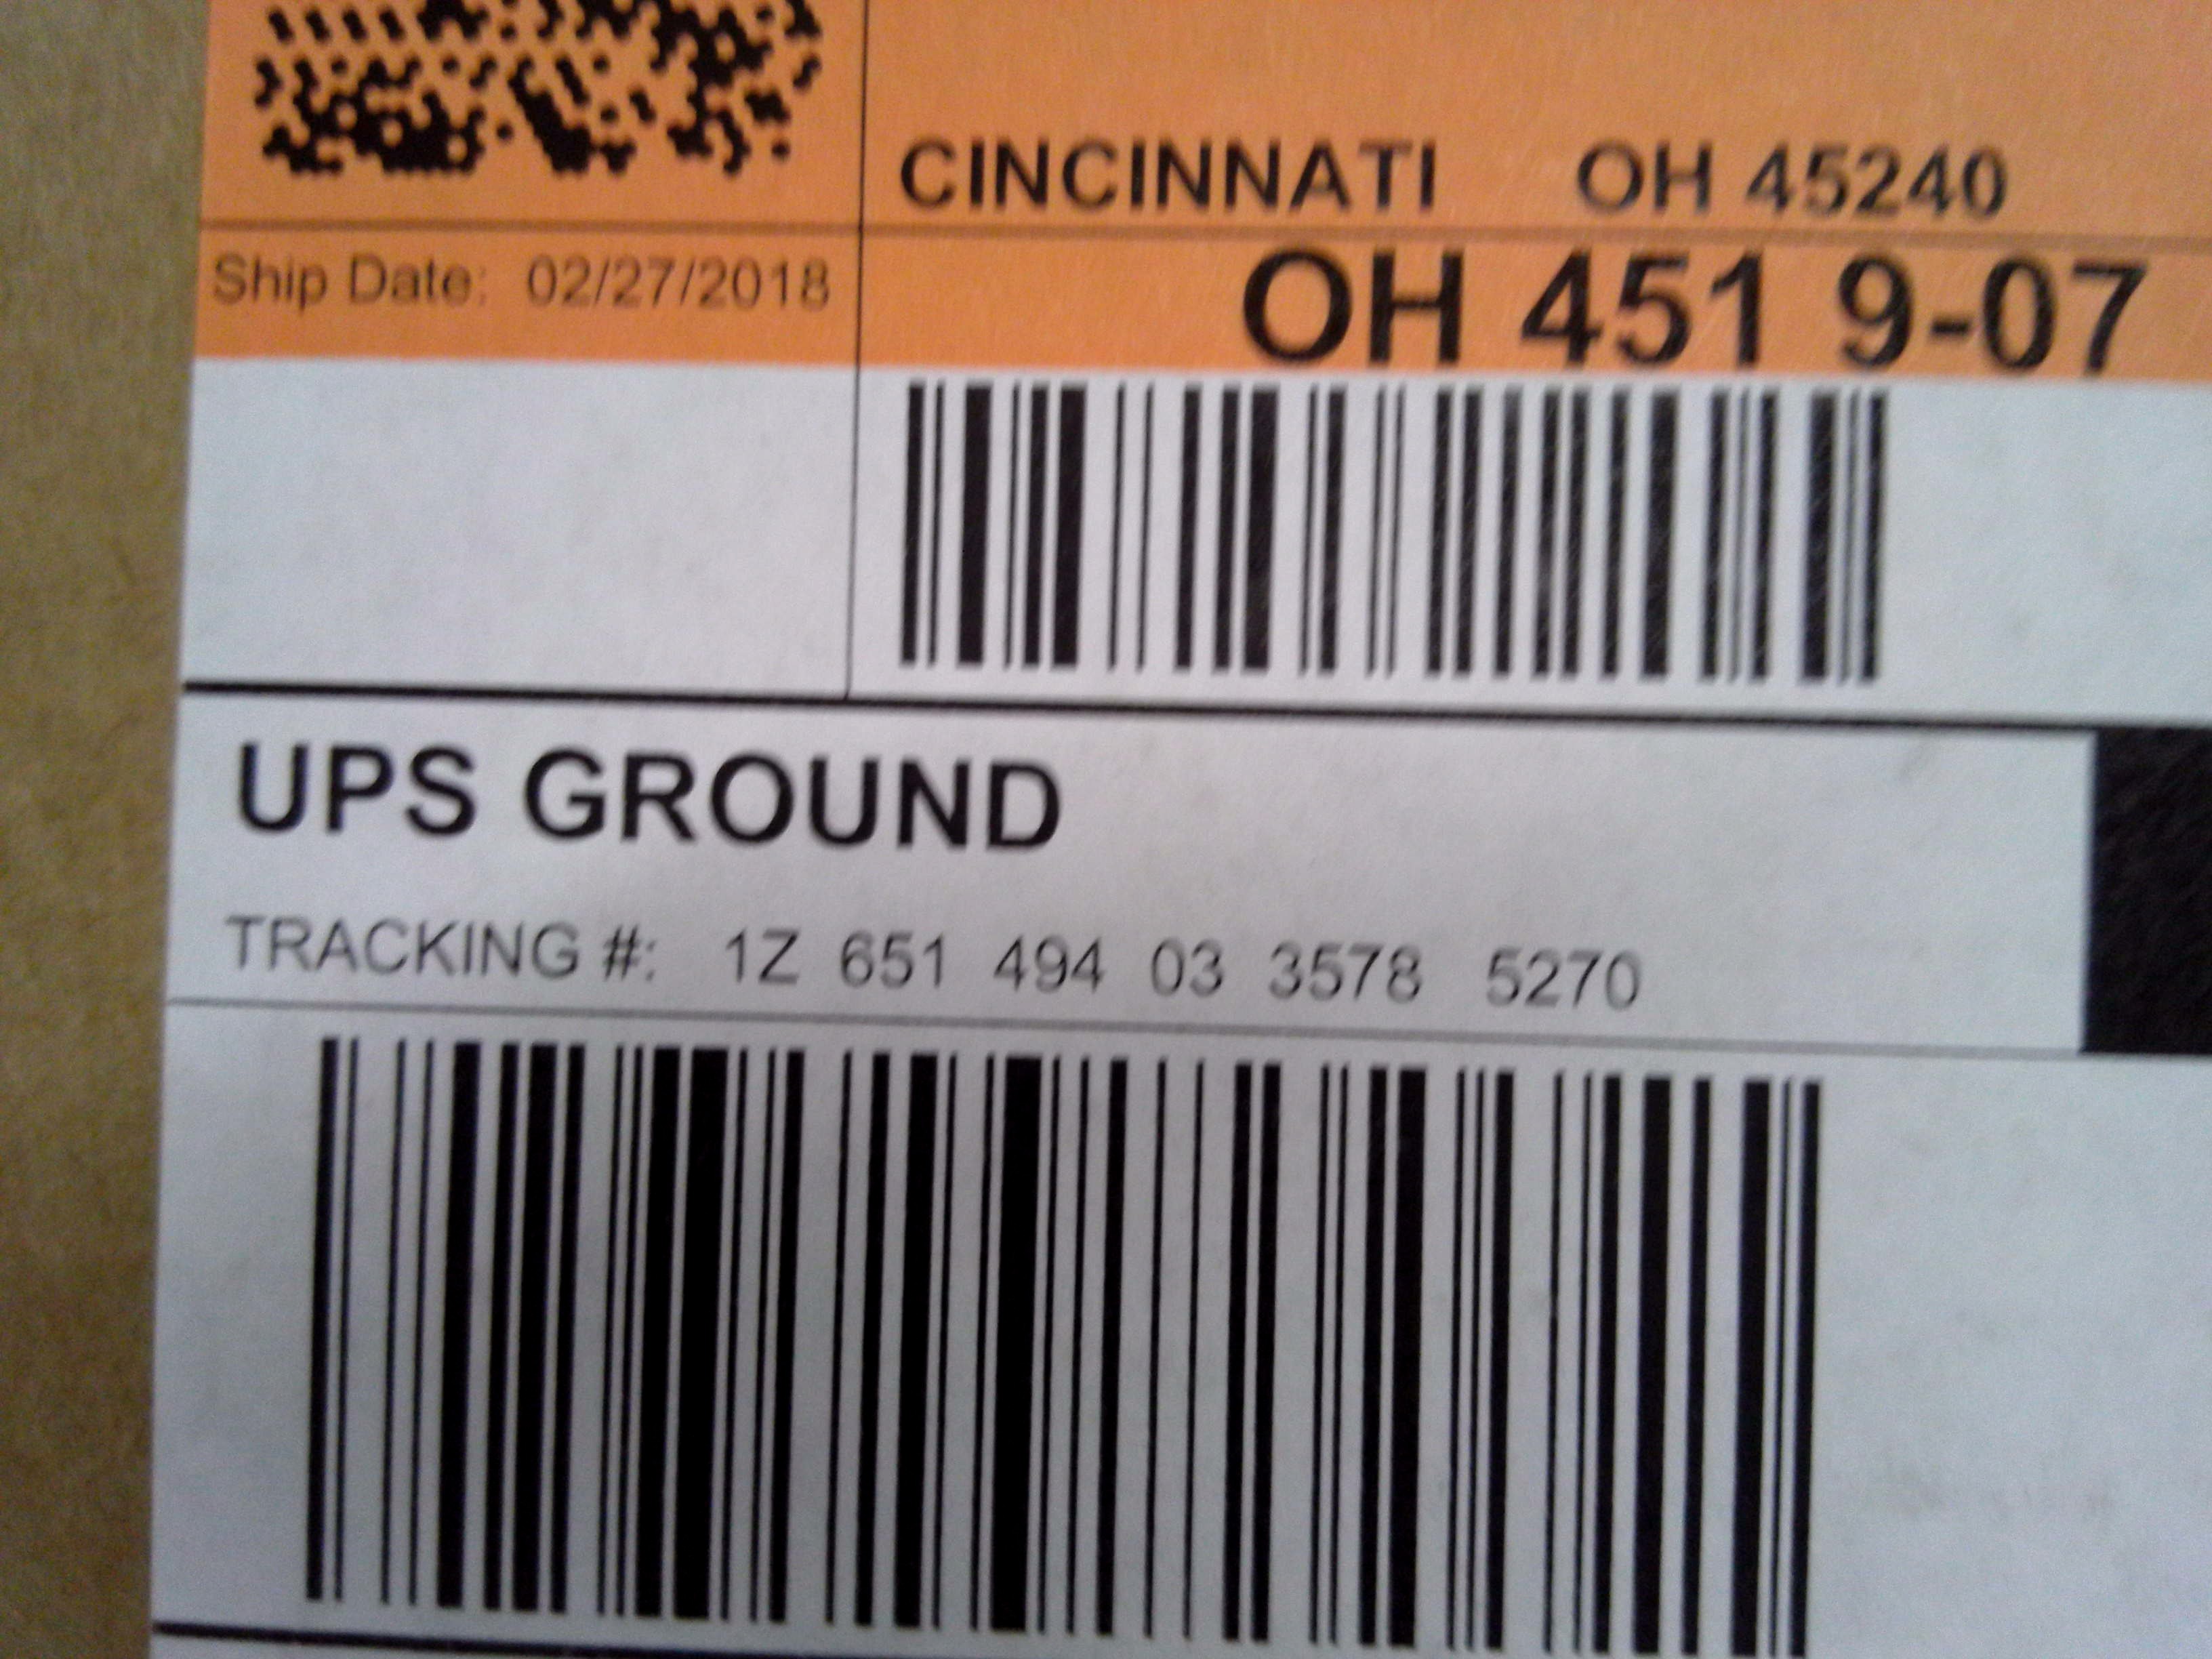 CINCINNATI OH 45240
Ship Date: 02/27/2018
OH 451 9-07
UPS GROUND
TRACKING #: 1Z 651 494 03 3578 5270